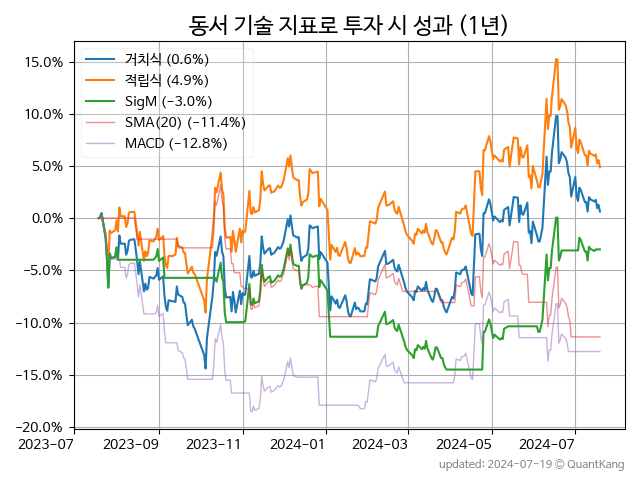 동서 기술 지표로 투자 시 성과 (1년)
거치식 (0.6%)
적립식 (4.9%)
SigM (−3.0%)
SMA(20) (−11.4%)
MACD (−12.8%)
15.0%
10.0%
5.0%
0.0%
−5.0%
−10.0%
−15.0%
−20.0%
2023-07 2023-09 2023-11 2024-01 2024-03 2024-05 2024-07
updated: 2024-07-19 © QuantKang